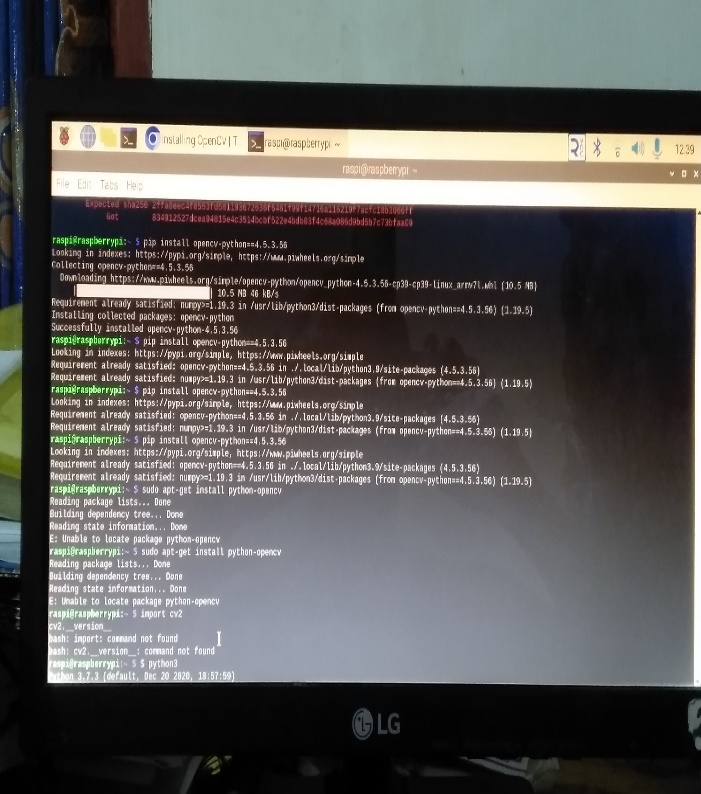 Installing OpenCV | T...
raspi@raspberrypi: ~
12:39
raspi@raspberrypi: ~
File Edit Tabs Help
Expected sha256
Got
raspi@raspberrypi:~ $ pip install opencv-python==4.5.3.56
Looking in indexes: https://pypi.org/simple, https://www.piwheels.org/simple
Collecting opencv-python==4.5.3.56
Downloading https://www.piwheels.org/simple/opencv-python/opencv_python-4.5.3.56-cp39-cp39-linux_armv7l.whl (10.5 MB)
| 10.5 MB 46 kB/s
Requirement already satisfied: numpy>=1.19.3 in /usr/lib/python3/dist-packages (from opencv-python==4.5.3.56) (1.19.5)
Installing collected packages: opencv-python
Successfully installed opencv-python-4.5.3.56
raspi@raspberrypi:~ $ pip install opencv-python==4.5.3.56
Looking in indexes: https://pypi.org/simple, https://www.piwheels.org/simple
Requirement already satisfied: opencv-python==4.5.3.56 in ./.local/lib/python3.9/site-packages (4.5.3.56)
Requirement already satisfied: numpy>=1.19.3 in /usr/lib/python3/dist-packages (from opencv-python==4.5.3.56) (1.19.5)
raspi@raspberrypi:~ $ pip install opencv-python==4.5.3.56
Looking in indexes: https://pypi.org/simple, https://www.piwheels.org/simple
Requirement already satisfied: opencv-python==4.5.3.56 in ./.local/lib/python3.9/site-packages (4.5.3.56)
Requirement already satisfied: numpy>=1.19.3 in /usr/lib/python3/dist-packages (from opencv-python==4.5.3.56) (1.19.5)
raspi@raspberrypi:~ $ pip install opencv-python==4.5.3.56
Looking in indexes: https://pypi.org/simple, https://www.piwheels.org/simple
Requirement already satisfied: opencv-python==4.5.3.56 in ./.local/lib/python3.9/site-packages (4.5.3.56)
Requirement already satisfied: numpy>=1.19.3 in /usr/lib/python3/dist-packages (from opencv-python==4.5.3.56) (1.19.5)
raspi@raspberrypi:~ $ sudo apt-get install python-opencv
Reading package lists... Done
Building dependency tree... Done
Reading state information... Done
E: Unable to locate package python-opencv
raspi@raspberrypi:~ $ sudo apt-get install python-opencv
Reading package lists... Done
Building dependency tree... Done
Reading state information... Done
E: Unable to locate package python-opencv
raspi@raspberrypi:~ $ import cv2
cv2.__version__
bash: import: command not found
bash: cv2.__version__: command not found
raspi@raspberrypi:~ $ $ python3
Python 3.7.3 (default, Dec 20 2020, 18:57:59)
LG